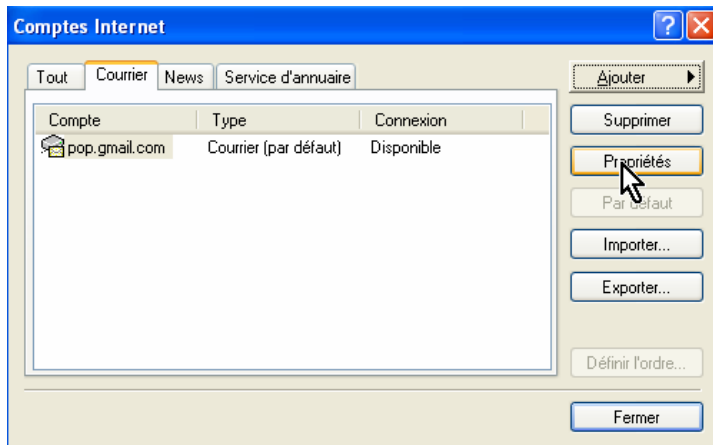 Comptes Internet
Tout Courrier News Service d'annuaire
Ajouter
Compte Type Connexion
Supprimer
pop.gmail.com Courrier (par défaut) Disponible
Propriétés
Par défaut
Importer...
Exporter...
Définir l'ordre...
Fermer